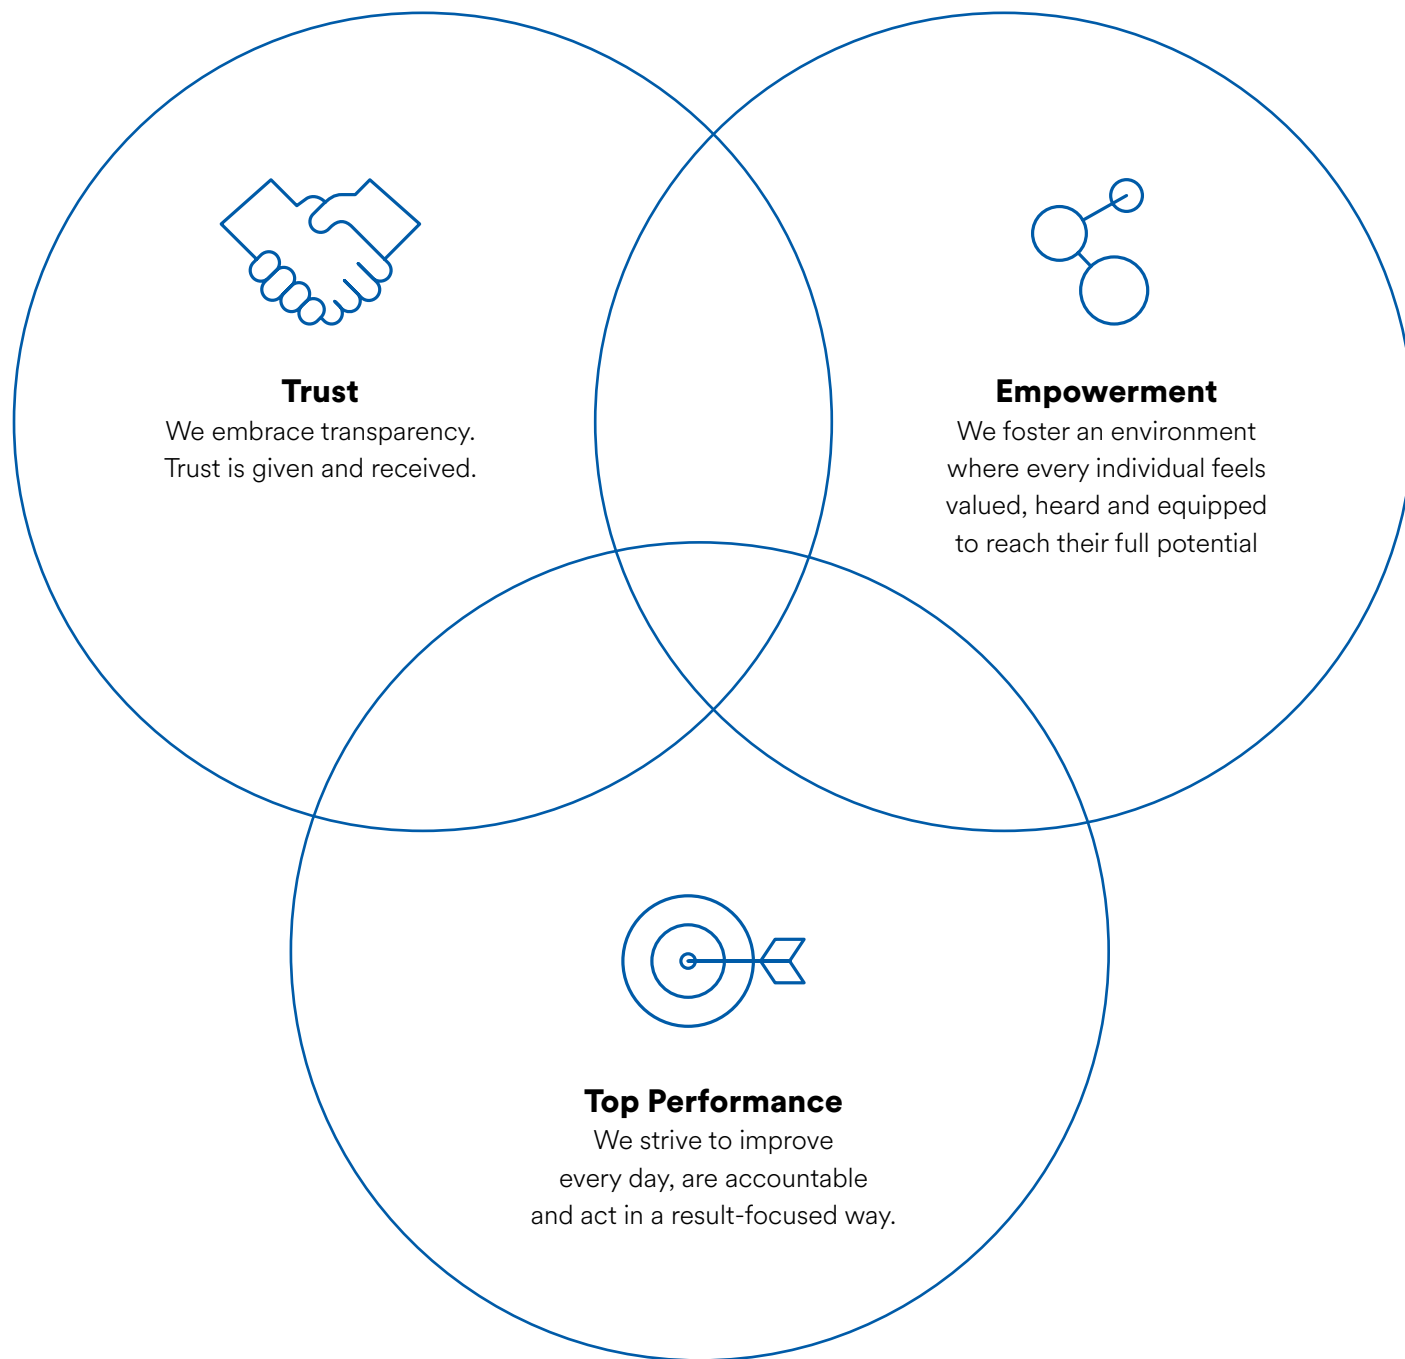 Trust
We embrace transparency.
Trust is given and received.
Empowerment
We foster an environment
where every individual feels
valued, heard and equipped
to reach their full potential
Top Performance
We strive to improve
every day, are accountable
and act in a result-focused way.